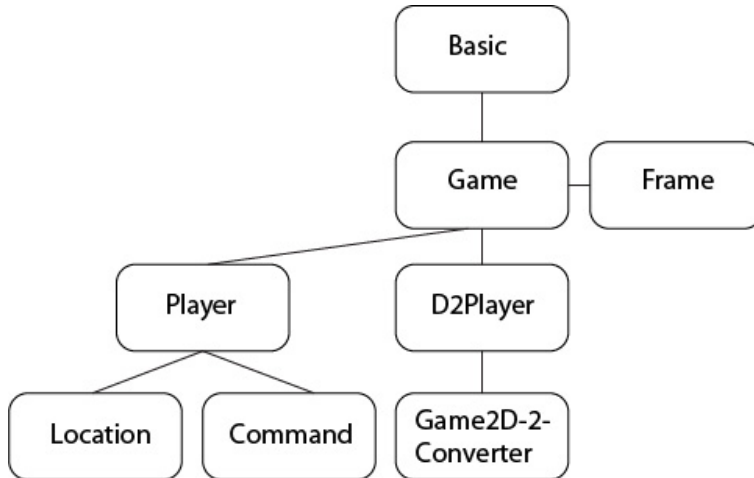 Basic
Game
Frame
Player
D2Player
Location
Command
Game2D-2-
Converter